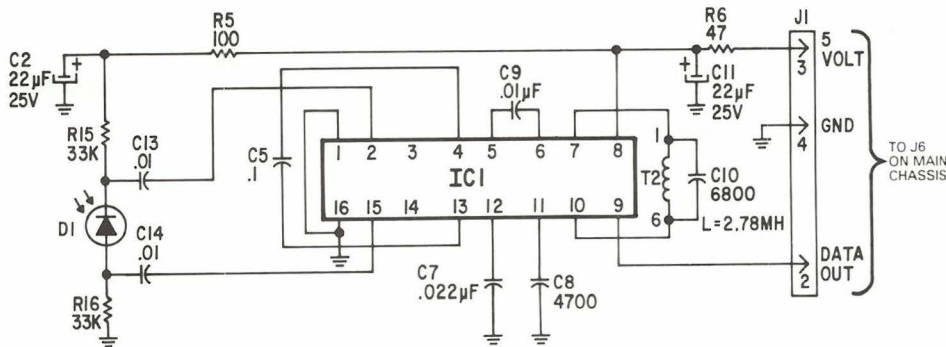 R5
100
R6
47
J1
C2
22µF
25V
5
VOLT
3
C9
.01µF
C11
22µF
25V
R15
33K
C13
.01
C5
.1
GND
4
TO J6
ON MAIN
CHASSIS
1 2 3 4 5 6 7 8
IC1
16 15 14 13 12 11 10 9
1
T2
6
C10
6800
L=2.78MH
D1
C14
.01
R16
33K
C7
.022µF
C8
4700
DATA
OUT
2